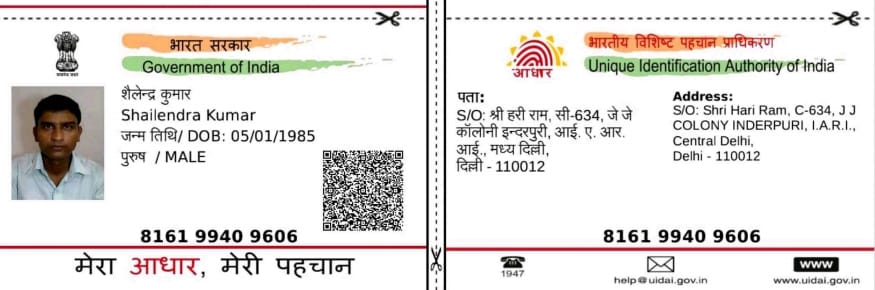 भारत सरकार
Government of India
शैलेन्द्र कुमार
Shailendra Kumar
जन्म तिथि/ DOB: 05/01/1985
पुरुष / MALE
8161 9940 9606
मेरा आधार, मेरी पहचान
भारतीय विशिष्ट पहचान प्राधिकरण
Unique Identification Authority of India
आधार
पता:
S/O: श्री हरी राम, सी-634, जे जे
कॉलोनी इन्दरपुरी, आई. ए. आर.
आई., मध्य दिल्ली,
दिल्ली - 110012
Address:
S/O: Shri Hari Ram, C-634, J J
COLONY INDERPURI, I.A.R.I.,
Central Delhi,
Delhi - 110012
8161 9940 9606
1947
help@uidai.gov.in
www
www.uidai.gov.in